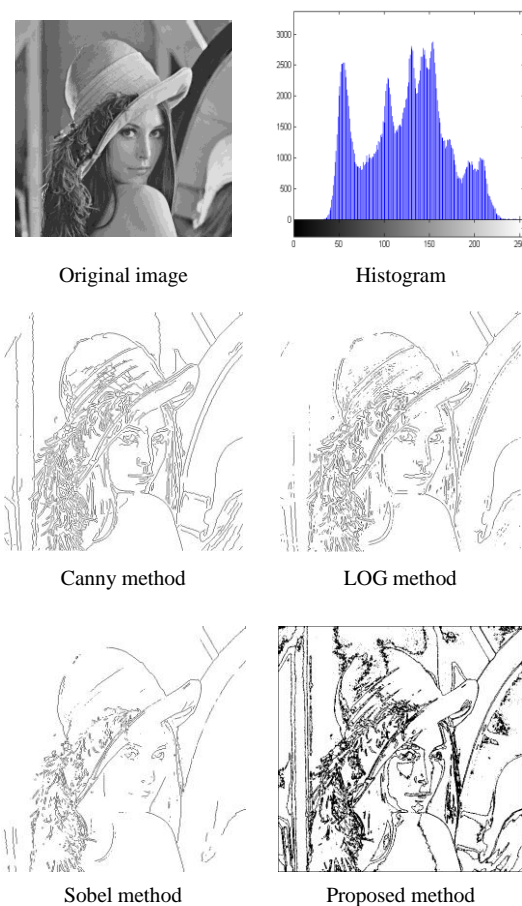 3000
2500
2000
1500
1000
500
0
0 50 100 150 200 250
Original image
Histogram
Canny method
LOG method
Sobel method
Proposed method